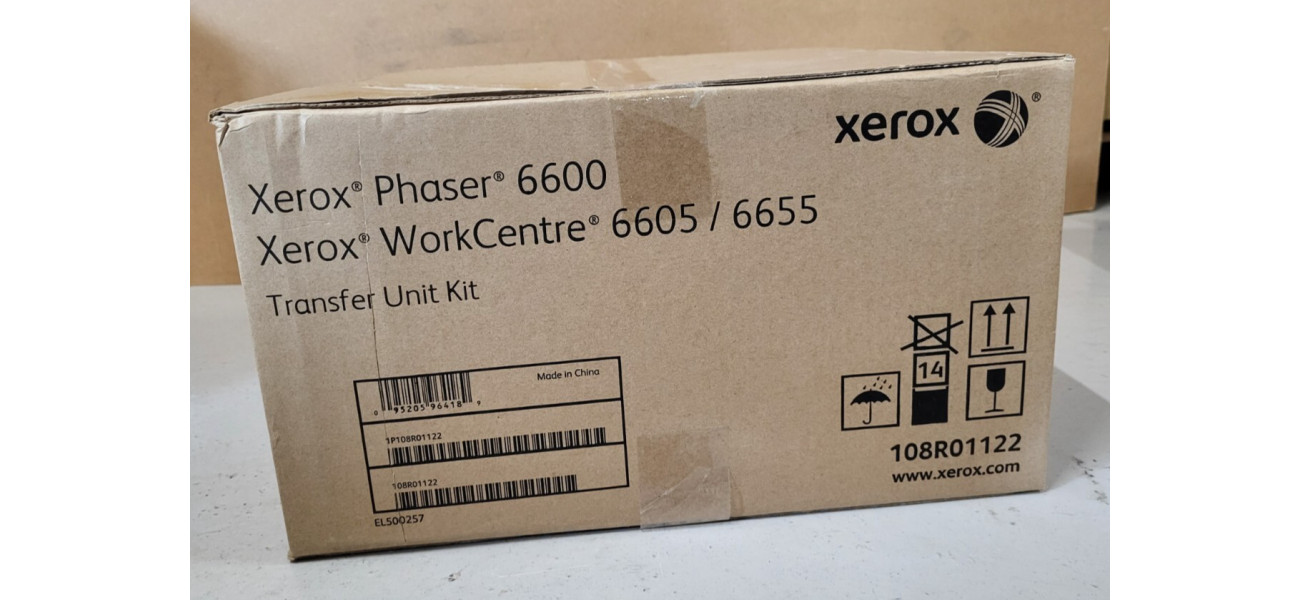 xerox ®
Xerox® Phaser® 6600
Xerox® WorkCentre® 6605 / 6655
Transfer Unit Kit
Made in China
0 95205 96418 9
1P108R01122
108R01122
EL500257
14
108R01122
www.xerox.com